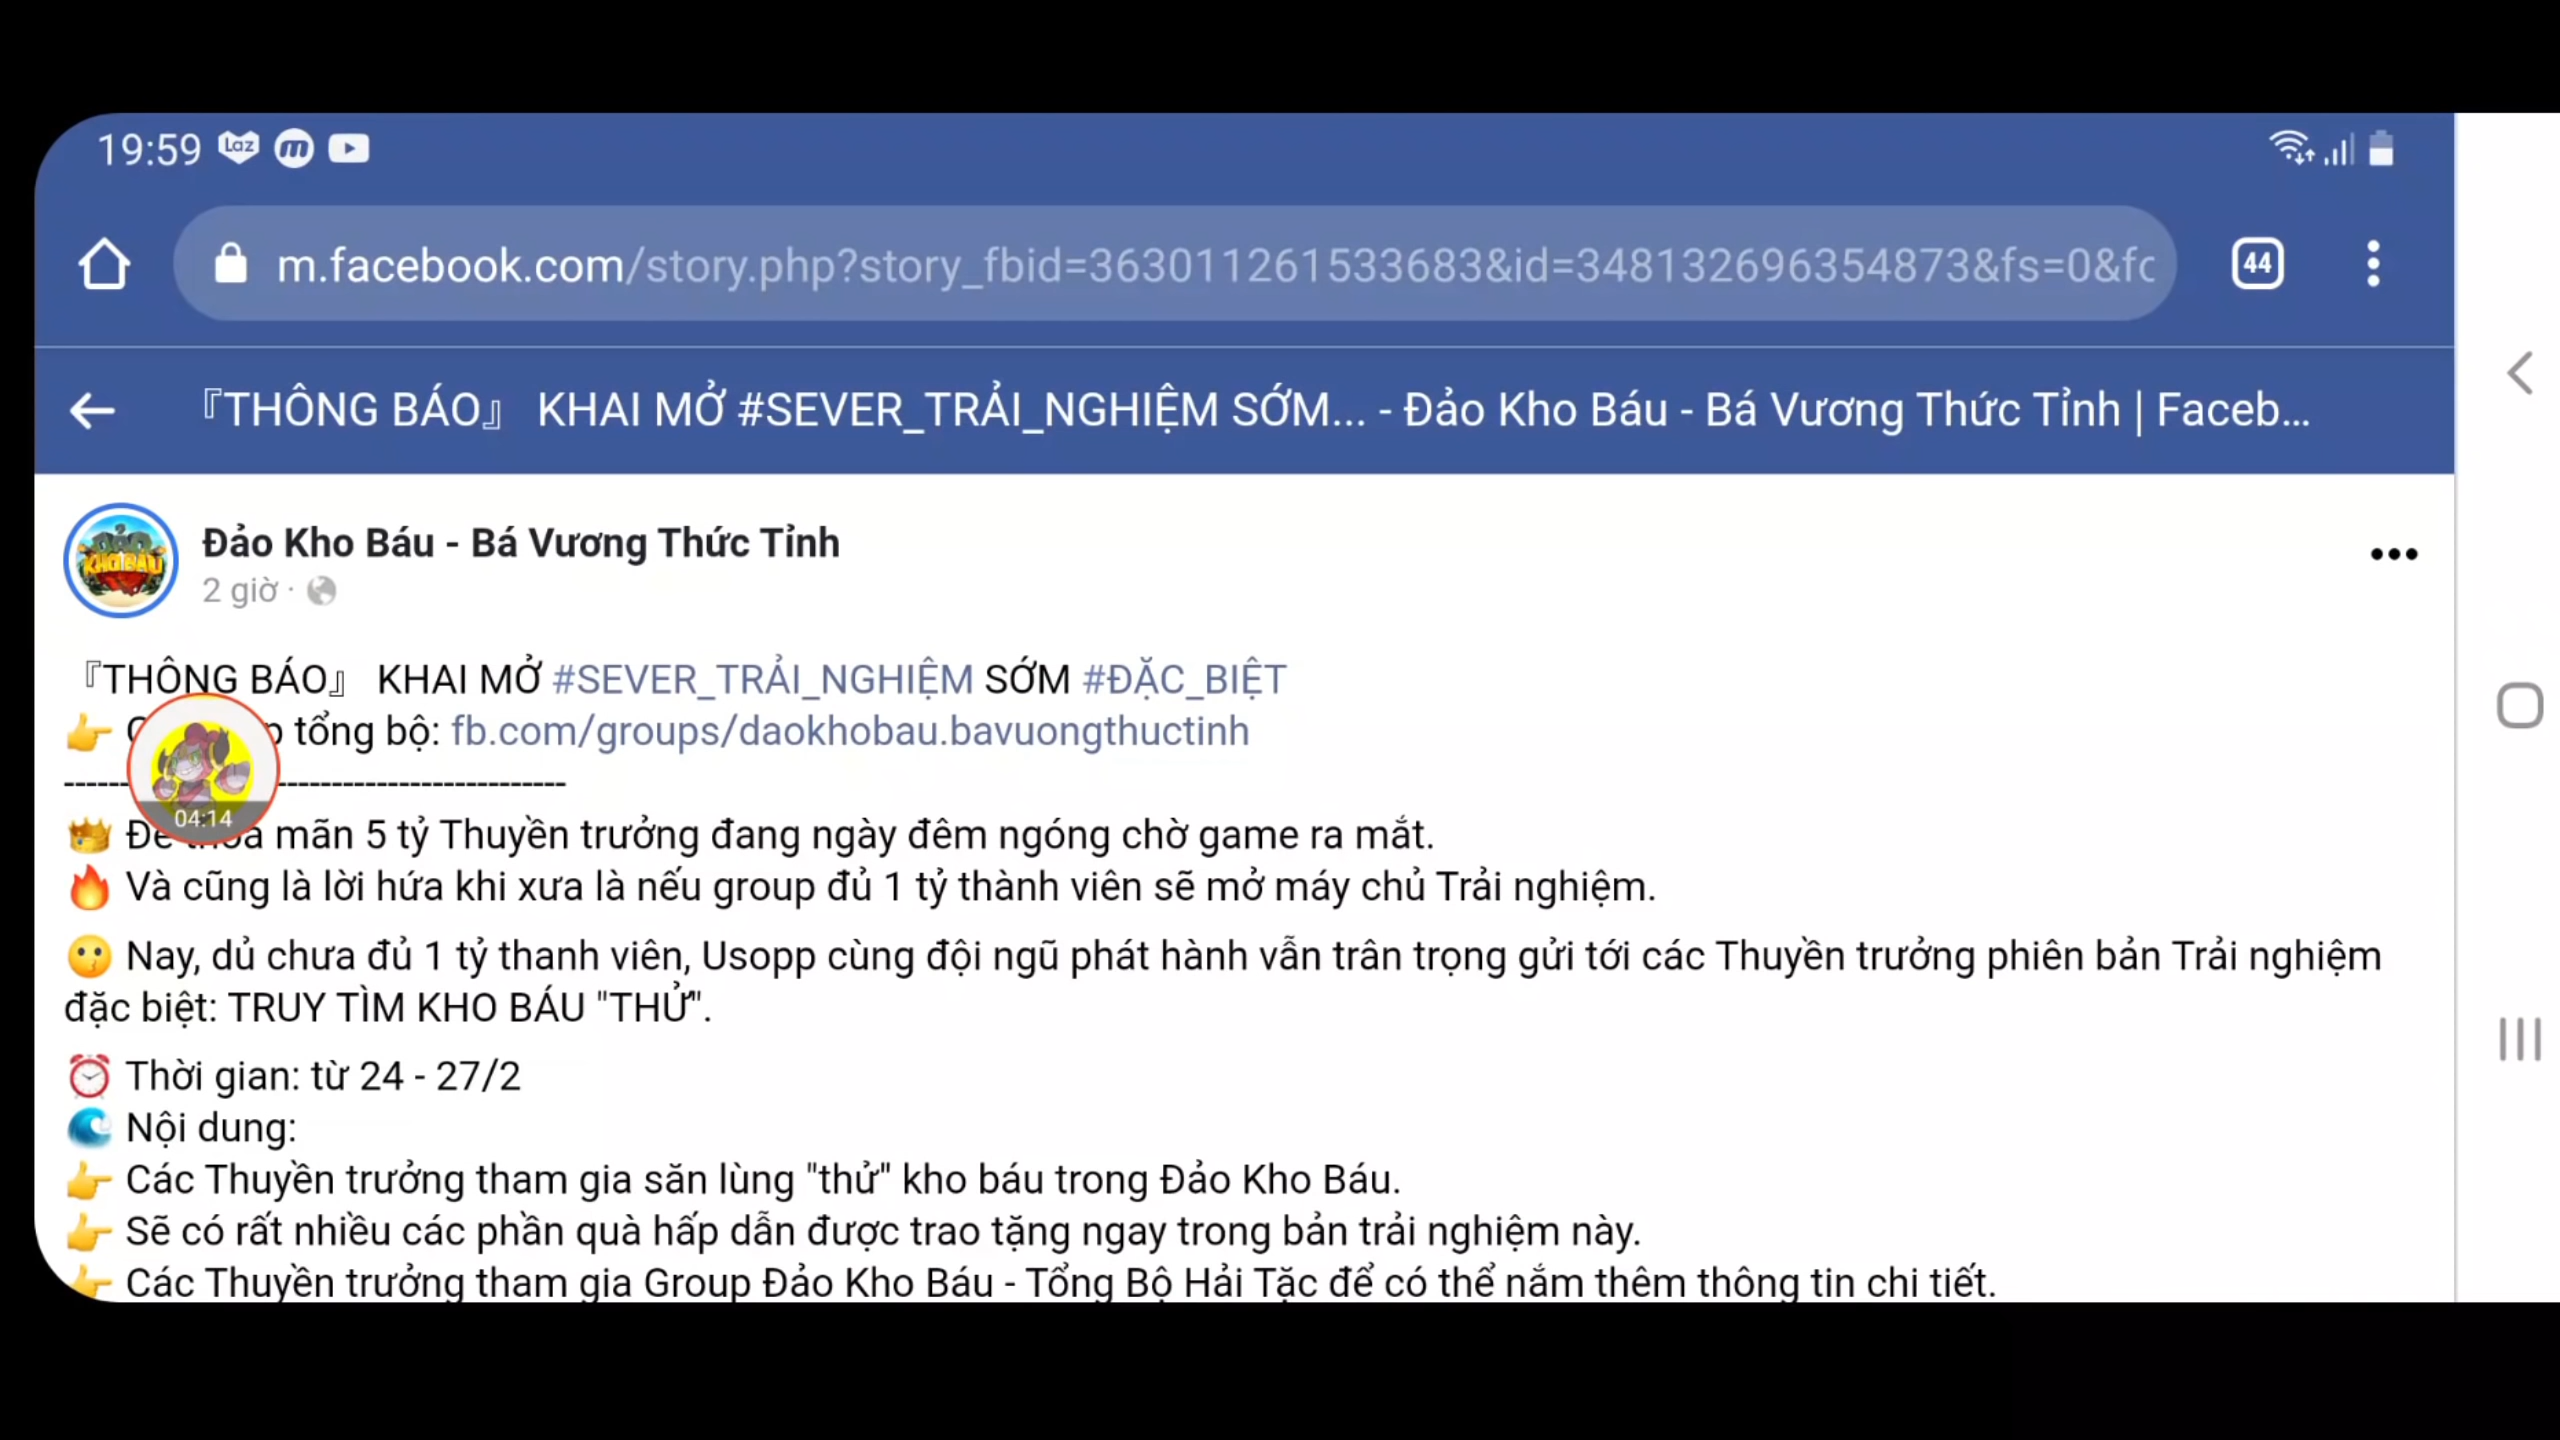 19:59
Laz
m.facebook.com/story.php?story_fbid=363011261533683&id=348132696354873&fs=0&fc
44
『THÔNG BÁO』 KHAI MỞ #SEVER_TRẢI_NGHIỆM SỚM... - Đảo Kho Báu - Bá Vương Thức Tỉnh | Faceb...
ĐẢO KHO BÁU
Đảo Kho Báu - Bá Vương Thức Tỉnh
2 giờ ·
『THÔNG BÁO』 KHAI MỞ #SEVER_TRẢI_NGHIỆM SỚM #ĐẶC_BIỆT
tổng bộ: fb.com/groups/daokhobau.bavuongthuctinh
04:14
mãn 5 tỷ Thuyền trưởng đang ngày đêm ngóng chờ game ra mắt.
Và cũng là lời hứa khi xưa là nếu group đủ 1 tỷ thành viên sẽ mở máy chủ Trải nghiệm.
Nay, dủ chưa đủ 1 tỷ thanh viên, Usopp cùng đội ngũ phát hành vẫn trân trọng gửi tới các Thuyền trưởng phiên bản Trải nghiệm
đặc biệt: TRUY TÌM KHO BÁU "THỬ".
Thời gian: từ 24 - 27/2
Nội dung:
Các Thuyền trưởng tham gia săn lùng "thử" kho báu trong Đảo Kho Báu.
Sẽ có rất nhiều các phần quà hấp dẫn được trao tặng ngay trong bản trải nghiệm này.
Các Thuyền trưởng tham gia Group Đảo Kho Báu - Tổng Bộ Hải Tặc để có thể nắm thêm thông tin chi tiết.